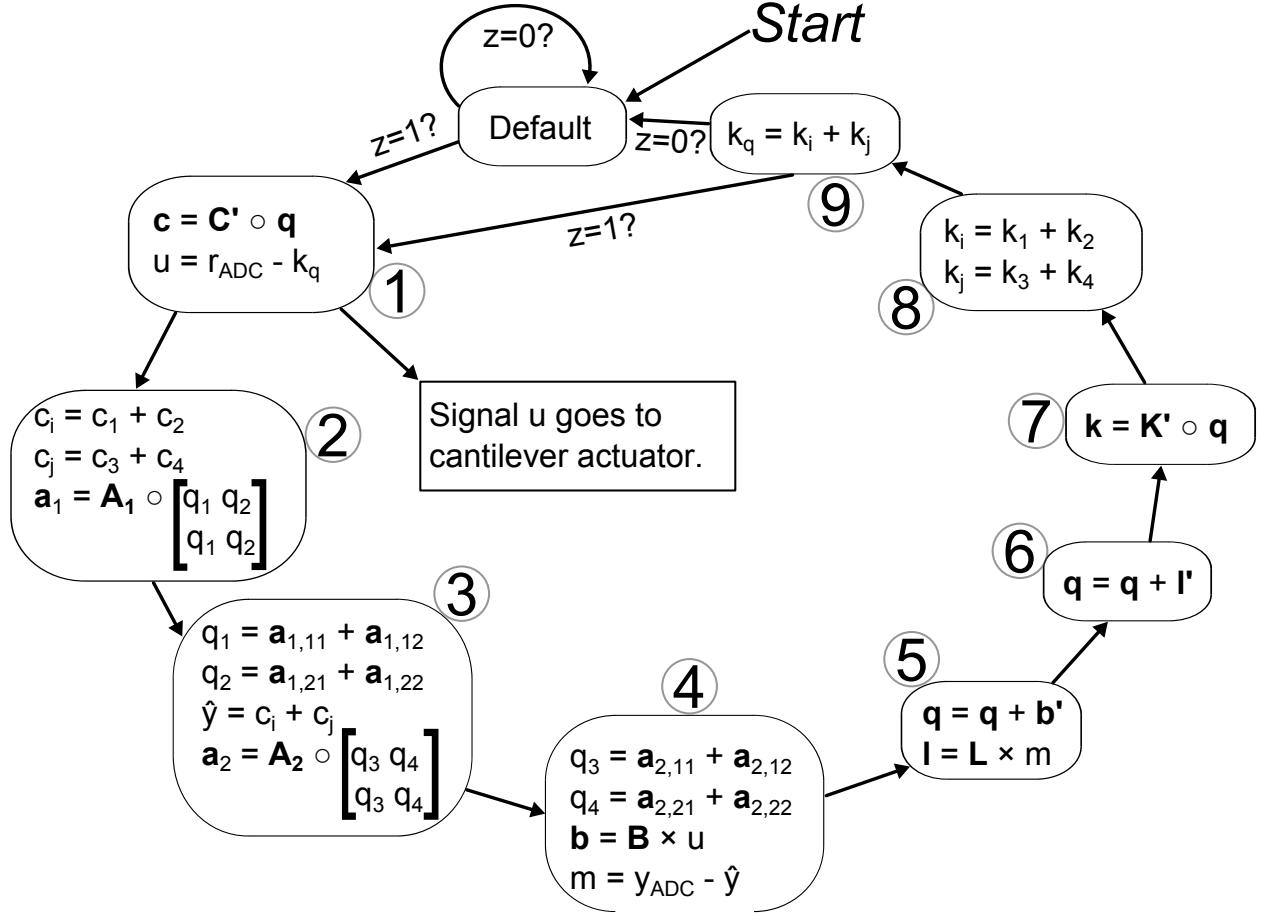 Start
z=0?
Default
z=1?
z=0?
k_q = k_i + k_j
9
z=1?
c = C' ○ q
u = r_ADC - k_q
1
k_i = k_1 + k_2
k_j = k_3 + k_4
8
Signal u goes to
cantilever actuator.
c_i = c_1 + c_2
c_j = c_3 + c_4
a_1 = A_1 ○ [q_1 q_2
q_1 q_2]
2
7
k = K' ○ q
6
q = q + l'
3
q_1 = a_1,11 + a_1,12
q_2 = a_1,21 + a_1,22
ŷ = c_i + c_j
a_2 = A_2 ○ [q_3 q_4
q_3 q_4]
4
q_3 = a_2,11 + a_2,12
q_4 = a_2,21 + a_2,22
b = B × u
m = y_ADC - ŷ
5
q = q + b'
l = L × m